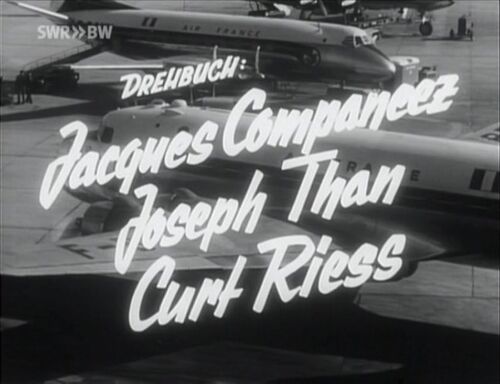 SWR>>BW
AIR FRANCE
DREHBUCH:
Jacques Companeez
Joseph Than
Curt Riess